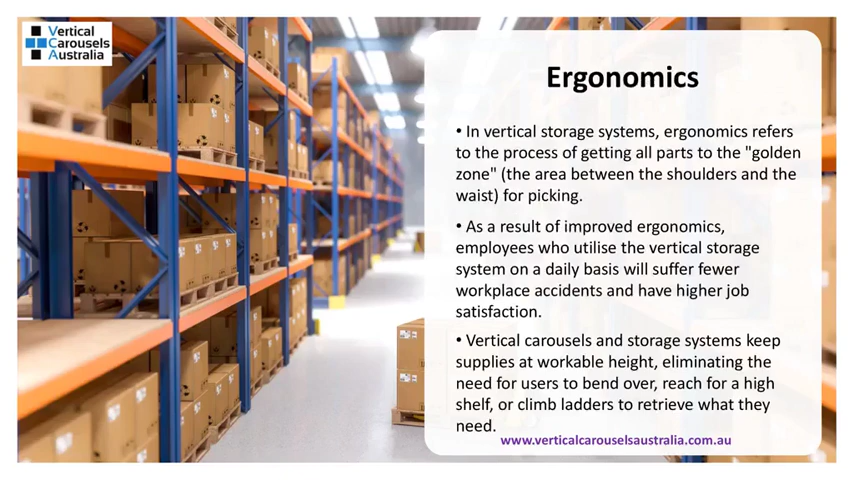 Vertical
Carousels
Australia
Ergonomics
• In vertical storage systems, ergonomics refers
to the process of getting all parts to the "golden
zone" (the area between the shoulders and the
waist) for picking.
• As a result of improved ergonomics,
employees who utilise the vertical storage
system on a daily basis will suffer fewer
workplace accidents and have higher job
satisfaction.
• Vertical carousels and storage systems keep
supplies at workable height, eliminating the
need for users to bend over, reach for a high
shelf, or climb ladders to retrieve what they
need.
www.verticalcarouselsaustralia.com.au